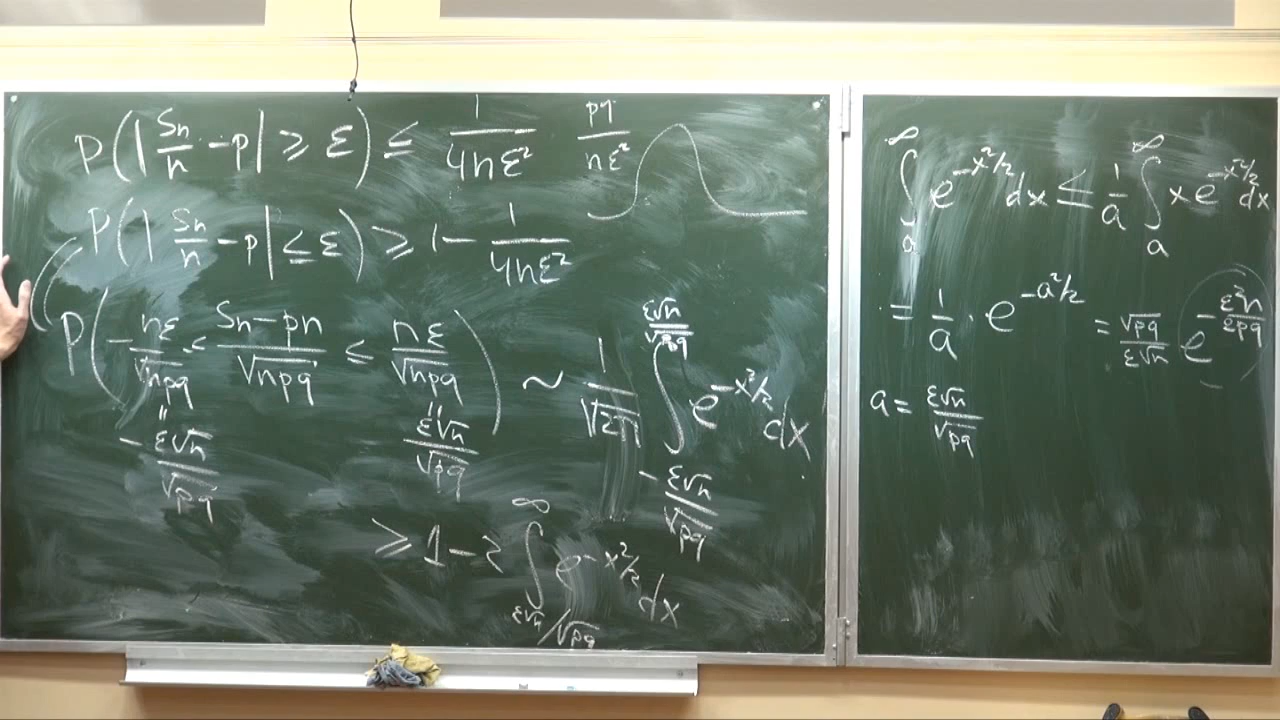 P(|Sn/n - p| ≥ ε) ≤ 1/(4nε²) pq/(nε²)
P(|Sn/n - p| ≤ ε) ≥ 1 - 1/(4nε²)
P(-nε/√npq ≤ (Sn-pn)/√npq ≤ nε/√npq) ~ 1/√2π ∫_{-ε√n/√pq}^{ε√n/√pq} e^{-x²/2} dx
-ε√n/√pq = " " = ε√n/√pq
≥ 1 - 2 ∫_{ε√n/√pq}^{∞} e^{-x²/2} dx
∫_a^∞ e^{-x²/2} dx ≤ 1/a ∫_a^∞ x e^{-x²/2} dx
= 1/a · e^{-a²/2} = √pq/(ε√n) e^{-ε²n/2pq}
a = ε√n/√pq